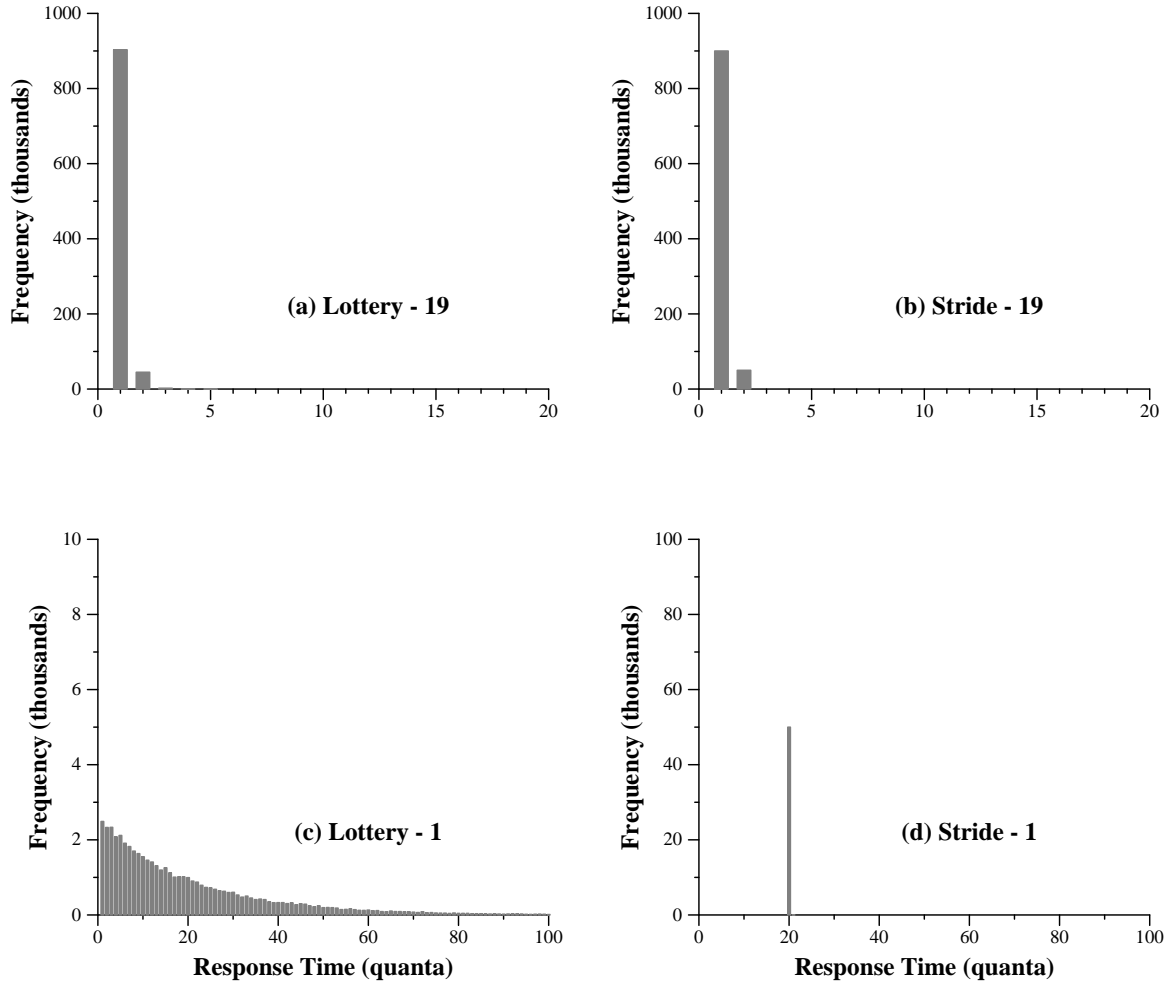 1000
800
600
400
200
0
Frequency (thousands)
(a) Lottery - 19
0 5 10 15 20
1000
800
600
400
200
0
Frequency (thousands)
(b) Stride - 19
0 5 10 15 20
10
8
6
4
2
0
Frequency (thousands)
(c) Lottery - 1
0 20 40 60 80 100
Response Time (quanta)
100
80
60
40
20
0
Frequency (thousands)
(d) Stride - 1
0 20 40 60 80 100
Response Time (quanta)